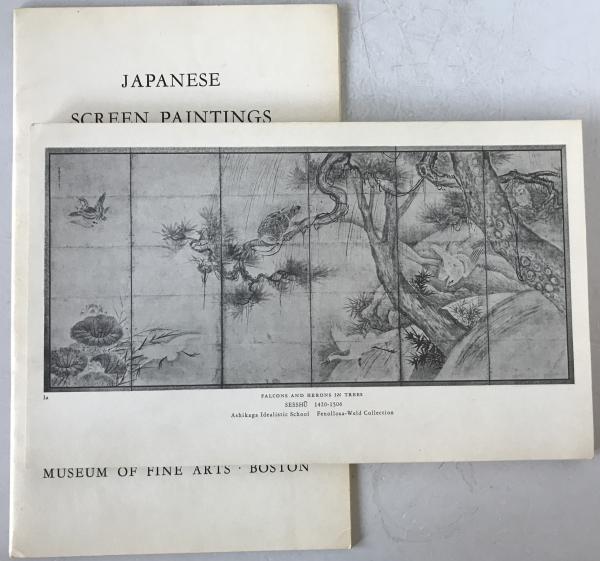 JAPANESE
SCREEN PAINTINGS
1a
FALCONS AND HERONS IN TREES
SESSHŪ 1420-1506
Ashikaga Idealistic School Fenollosa-Weld Collection
MUSEUM OF FINE ARTS · BOSTON